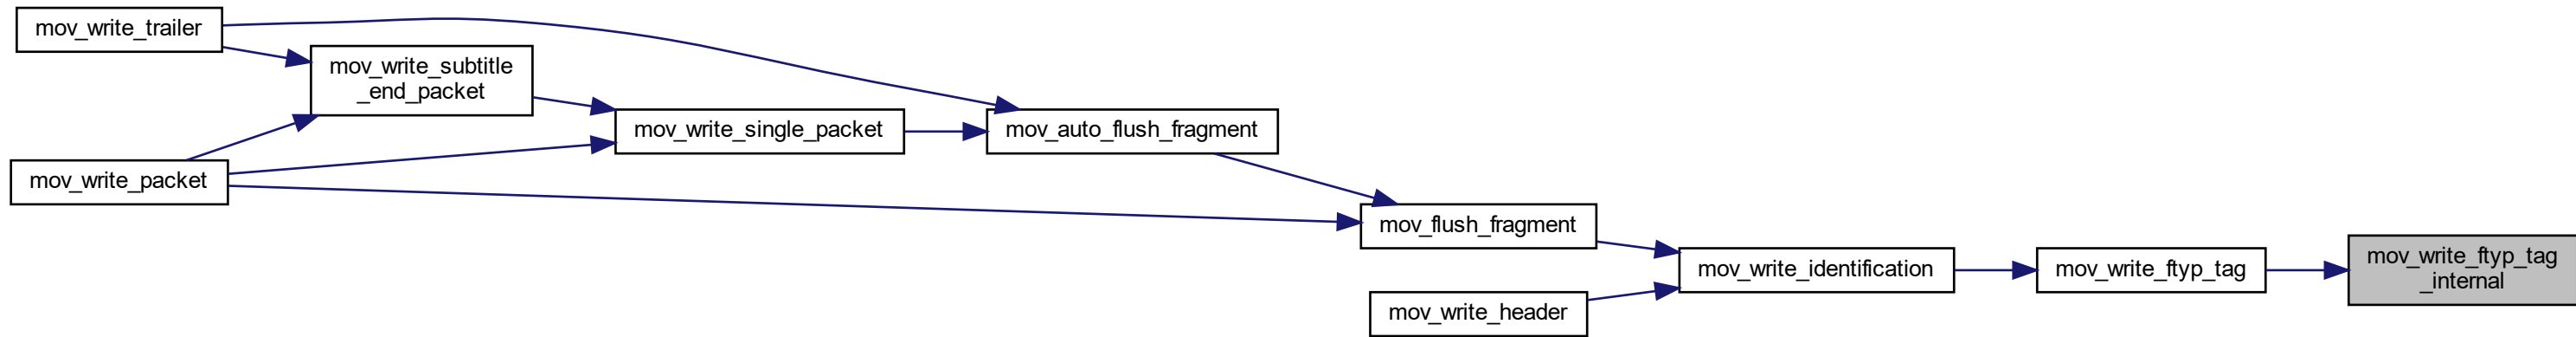 mov_write_trailer
mov_write_subtitle
_end_packet
mov_write_single_packet
mov_auto_flush_fragment
mov_write_packet
mov_flush_fragment
mov_write_identification
mov_write_ftyp_tag
mov_write_ftyp_tag
_internal
mov_write_header